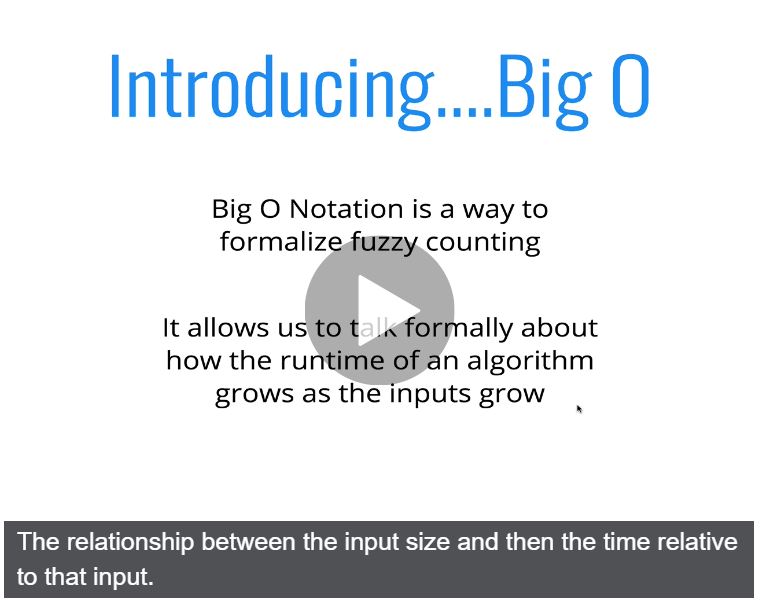 Introducing....Big O
Big O Notation is a way to
formalize fuzzy counting
It allows us to talk formally about
how the runtime of an algorithm
grows as the inputs grow
The relationship between the input size and then the time relative
to that input.